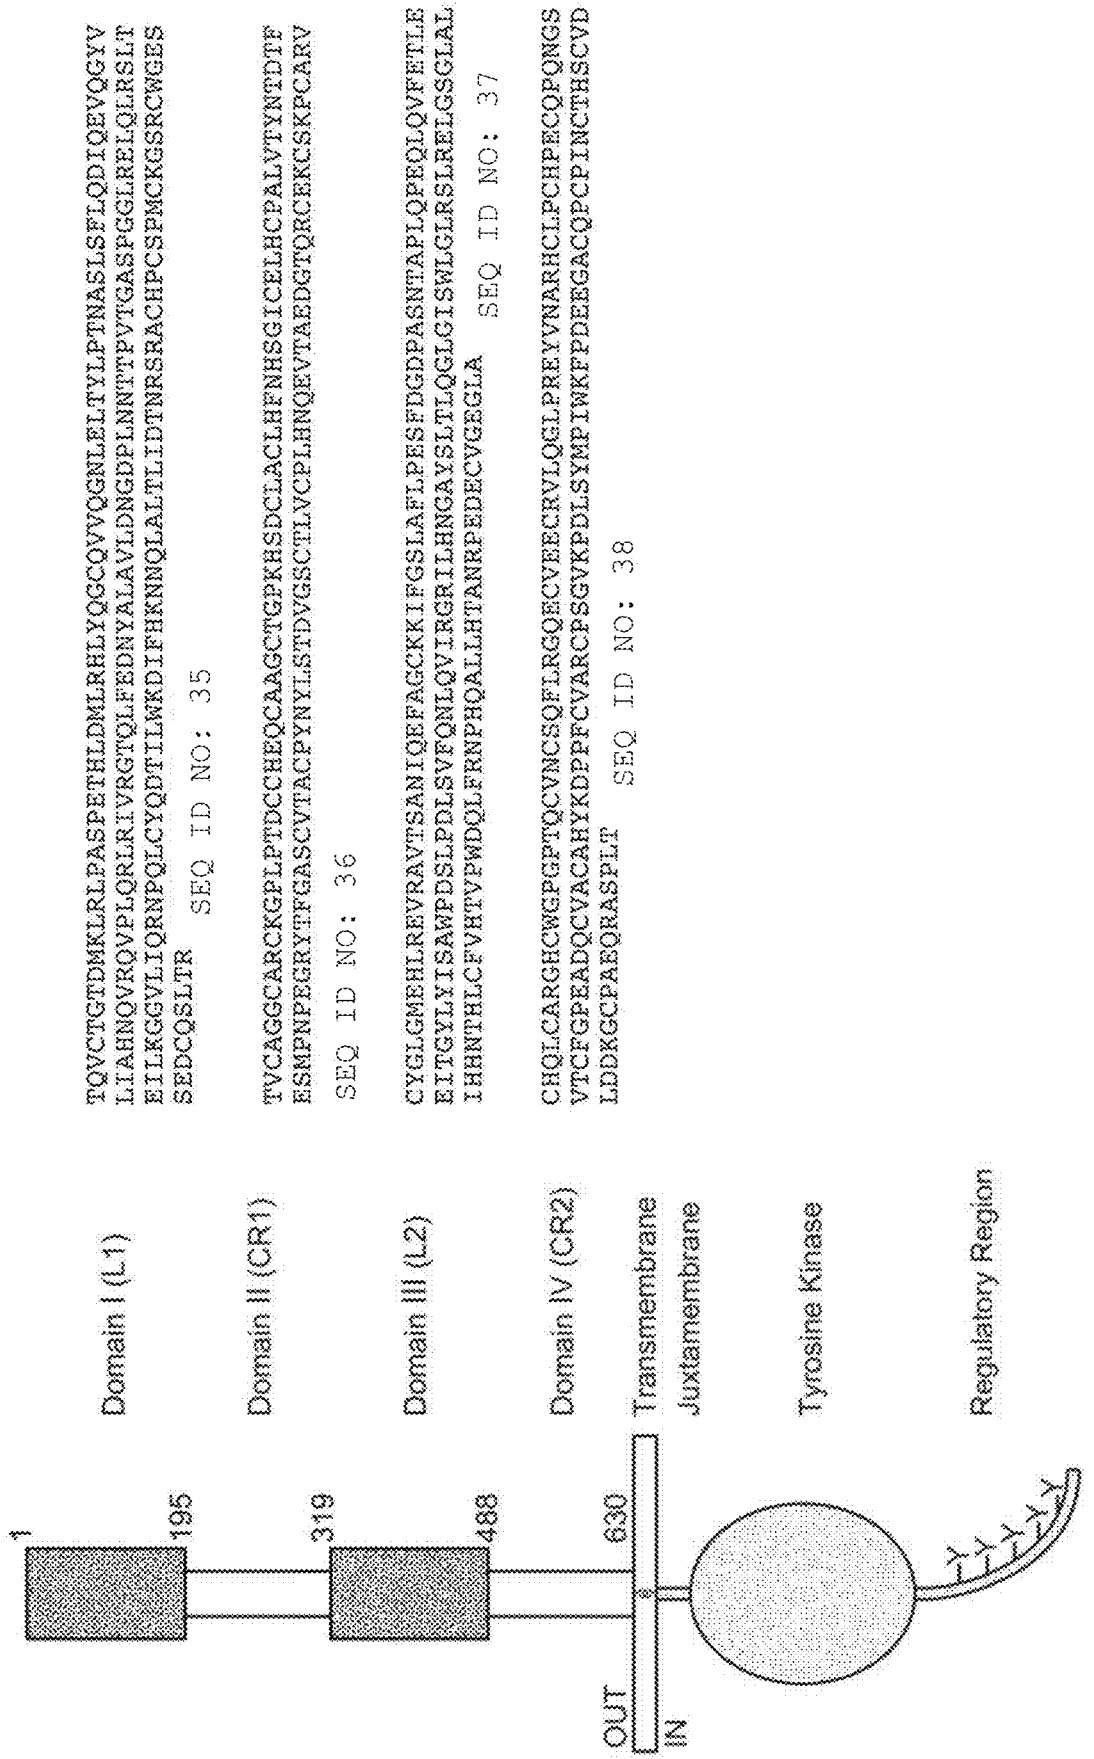 1
Domain I (L1)
TQVCTGTDMKLRLPASPETHLDMLRHLYQGCQVVQGNLELTYLPTNASLSFLQDIQEVQGYV
LIAHNQVRQVPLQRLRIVRGTQLFEDNYALAVLDNGDPLNNTTPVTGASPGGLRELQLRSLT
EILKGGVLIQRNPQLCYQDTILWKDIFHKNNQLALTLIDTNRSRACHPCSPMCKGSRCWGES
SEDCQSLTR
SEQ ID NO: 35
195
Domain II (CR1)
TVCAGGCARCKGPLPTDCCHEQCAAGCTGPKHSDCLACLHFNHSGICELHCPALVTYNTDTF
ESMPNPEGRYTFGASCVTACPYNYLSTDVGSCTLVCPLHNQEVTAEDGTQRCEKCSKPCARV
SEQ ID NO: 36
319
Domain III (L2)
CYGLGMEHLREVRAVTSANIQEFAGCKKIFGSLAFLPESFDGDPASNTAPLQPEQLQVFETLE
EITGYLYISAWPDSLPDLSVFQNLQVIRGRILHNGAYSLTLQGLGISWLGLRSLRELGSGLAL
IHHNTHLCFVHTVPWDQLFRNPHQALLHTANRPEDECVGEGLA
SEQ ID NO: 37
488
Domain IV (CR2)
CHQLCARGHCWGPGPTQCVNCSQFLRGQECVEECRVLQGLPREYVNARHCLPCHPECQPQNGS
VTCFGPEADQCVACAHYKDPPFCVARCPSGVKPDLSYMPIWKFPDEEGACQPCPINCTHSCVD
LDDKGCPAEQRASPLT
SEQ ID NO: 38
630
OUT
IN
Transmembrane
Juxtamembrane
Tyrosine Kinase
Regulatory Region
Y
Y
Y
Y
Y